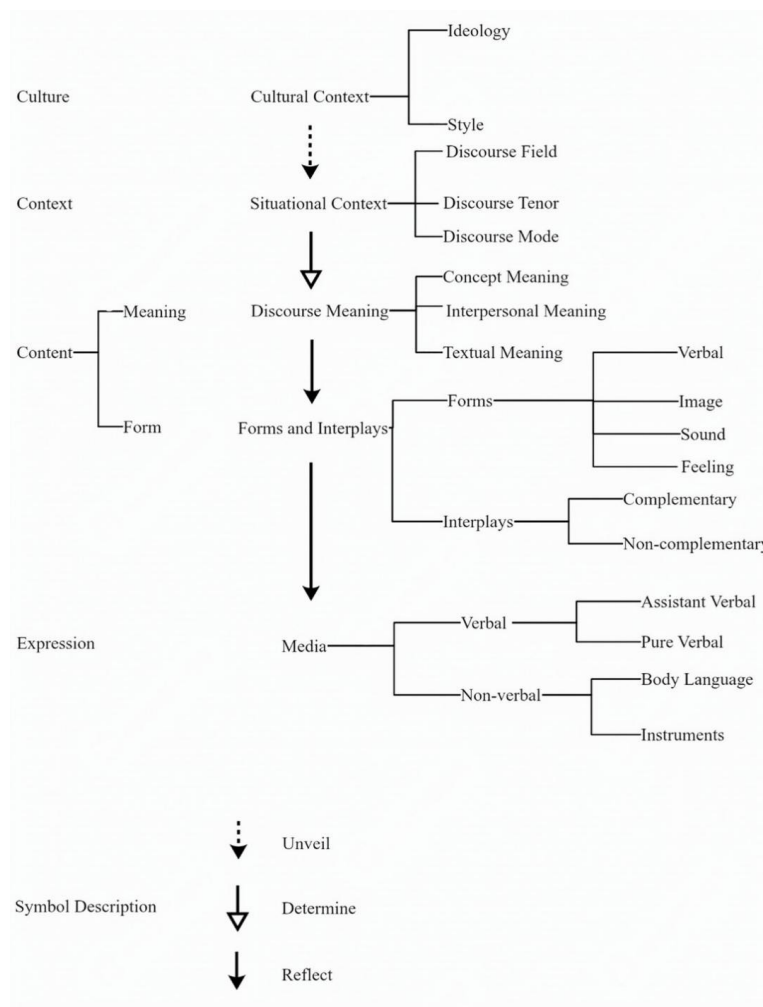 Ideology
Culture
Cultural Context
Style
Discourse Field
Context
Situational Context
Discourse Tenor
Discourse Mode
Concept Meaning
Meaning
Discourse Meaning
Interpersonal Meaning
Content
Textual Meaning
Verbal
Forms
Image
Form
Forms and Interplays
Sound
Feeling
Complementary
Interplays
Non-complementary
Assistant Verbal
Verbal
Expression
Media
Pure Verbal
Body Language
Non-verbal
Instruments
Unveil
Symbol Description
Determine
Reflect